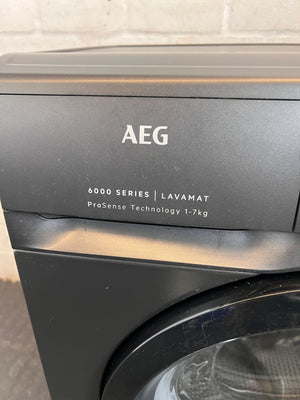 AEG
6000 SERIES | LAVAMAT
ProSense Technology 1-7kg